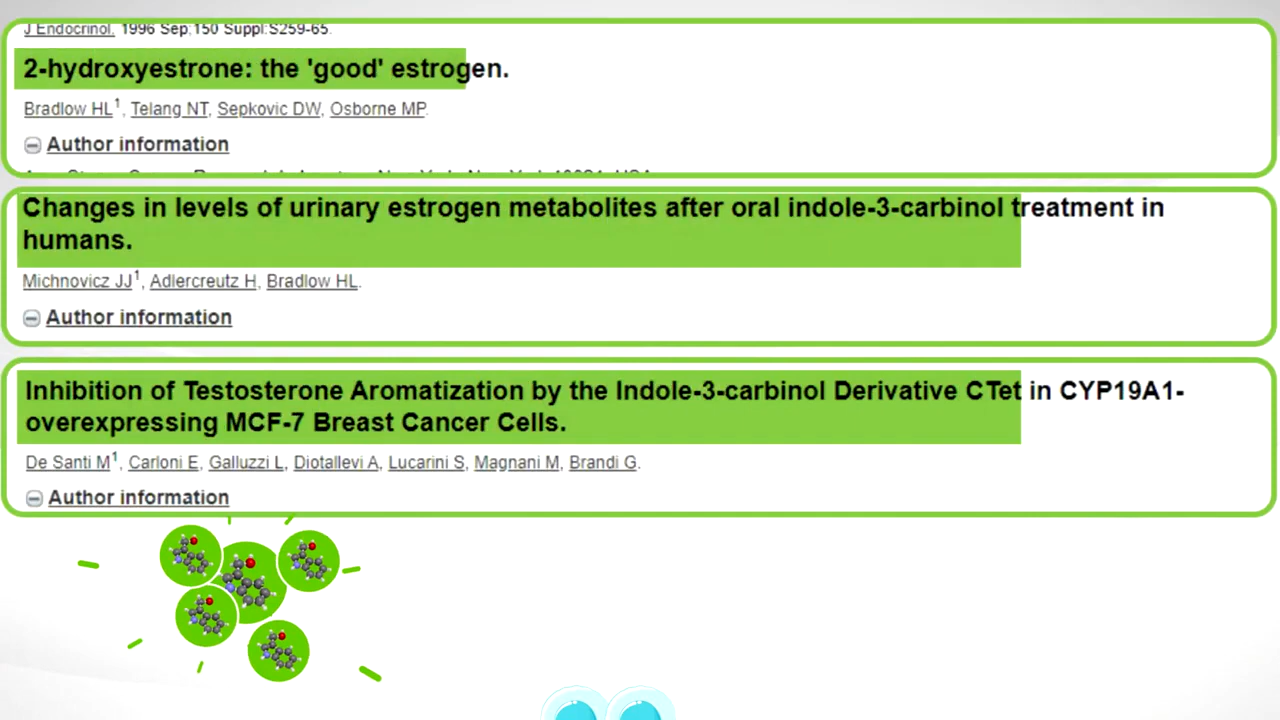 J Endocrinol. 1996 Sep;150 Suppl:S259-65.
2-hydroxyestrone: the 'good' estrogen.
Bradlow HL1, Telang NT, Sepkovic DW, Osborne MP.
Author information
Changes in levels of urinary estrogen metabolites after oral indole-3-carbinol treatment in
humans.
Michnovicz JJ1, Adlercreutz H, Bradlow HL.
Author information
Inhibition of Testosterone Aromatization by the Indole-3-carbinol Derivative CTet in CYP19A1-
overexpressing MCF-7 Breast Cancer Cells.
De Santi M1, Carloni E, Galluzzi L, Diotallevi A, Lucarini S, Magnani M, Brandi G.
Author information